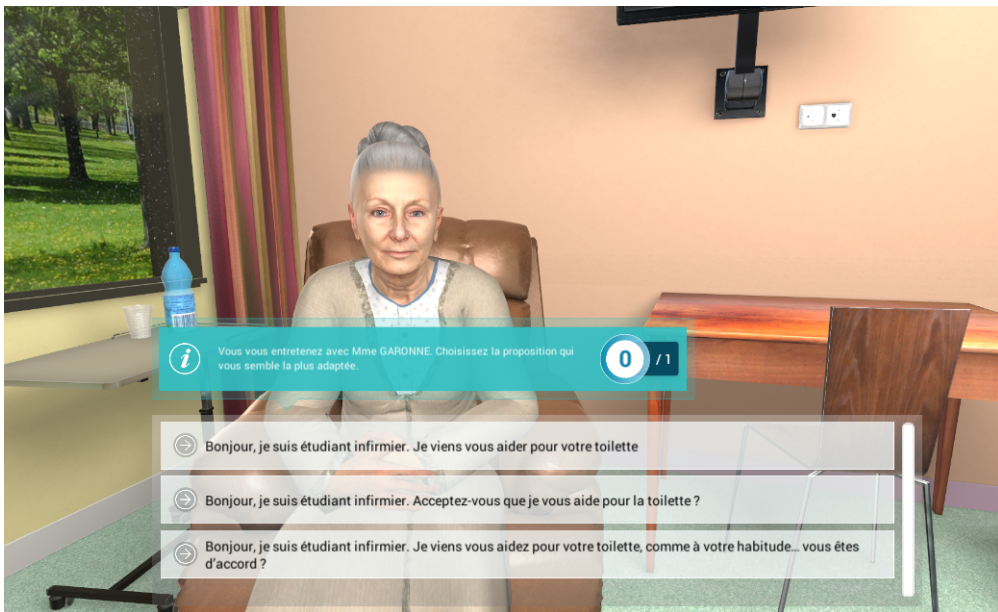 Vous vous entretenez avec Mme GARONNE. Choisissez la proposition qui
vous semble la plus adaptée.
0 / 1
Bonjour, je suis étudiant infirmier. Je viens vous aider pour votre toilette
Bonjour, je suis étudiant infirmier. Acceptez-vous que je vous aide pour la toilette ?
Bonjour, je suis étudiant infirmier. Je viens vous aidez pour votre toilette, comme à votre habitude... vous êtes
d'accord ?